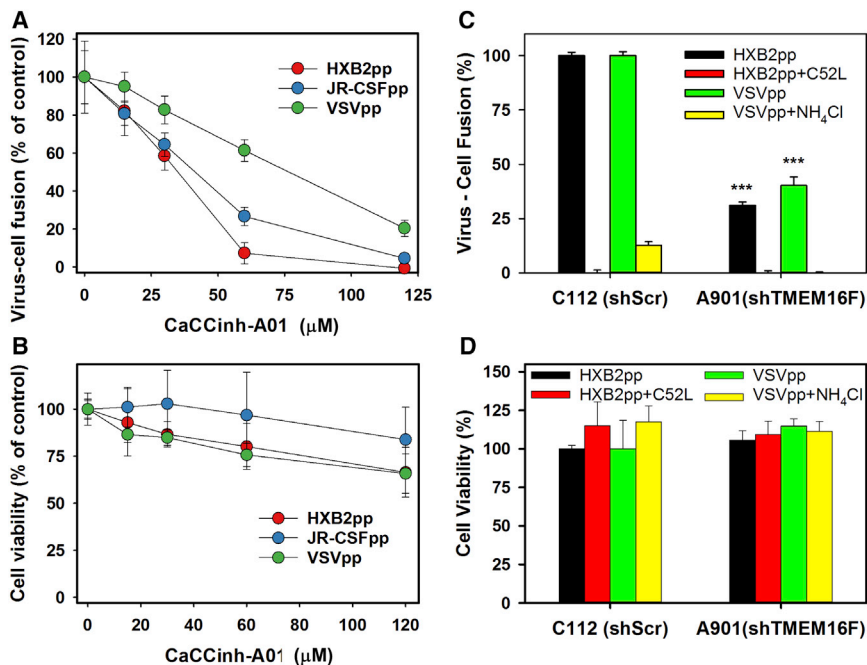 A
Virus-cell fusion (% of control)
120
100
80
60
40
20
0
HXB2pp
JR-CSFpp
VSVpp
0
25
50
75
100
125
CaCCinh-A01 (µM)
B
Cell viability (% of control)
100
75
50
25
0
HXB2pp
JR-CSFpp
VSVpp
0
20
40
60
80
100
120
CaCCinh-A01 (µM)
C
Virus - Cell Fusion (%)
100
75
50
25
0
HXB2pp
HXB2pp+C52L
VSVpp
VSVpp+NH₄Cl
***
***
C112 (shScr)
A901(shTMEM16F)
D
Cell Viability (%)
150
125
100
75
50
25
0
HXB2pp
VSVpp
HXB2pp+C52L
VSVpp+NH₄Cl
C112 (shScr)
A901(shTMEM16F)